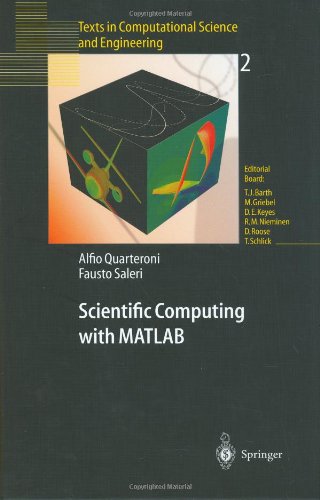 Texts in Computational Science
and Engineering
2
Editorial
Board:
T.J. Barth
M. Griebel
D. E. Keyes
R. M. Nieminen
D. Roose
T. Schlick
Alfio Quarteroni
Fausto Saleri
Scientific Computing
with MATLAB
Springer